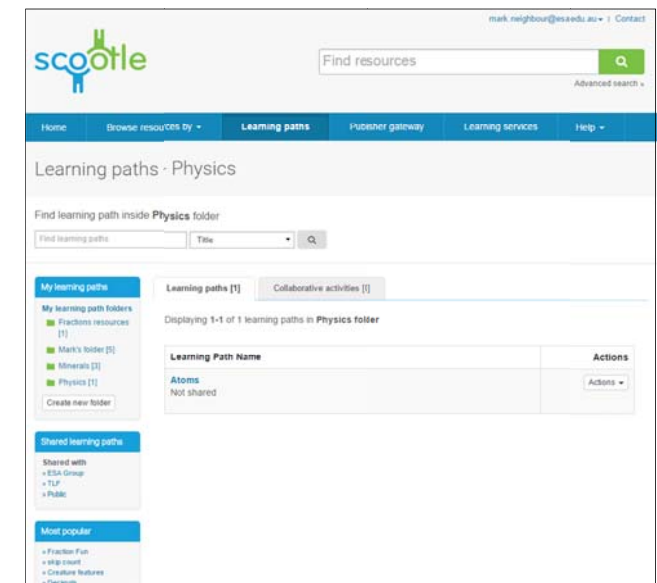 mark.neighbour@esa.edu.au | Contact
scootle
Find resources
Advanced search »
Home Browse resources by Learning paths Publisher gateway Learning services Help
Learning paths · Physics
Find learning path inside Physics folder
Find learning paths Title
My learning paths
Learning paths [1] Collaborative activities [1]
My learning path folders
Fractions resources
[1]
Mark's folder [5]
Minerals [3]
Physics [1]
Create new folder
Displaying 1-1 of 1 learning paths in Physics folder
Learning Path Name Actions
Atoms Actions
Not shared
Shared learning paths
Shared with
» ESA Group
» TLF
» Public
Most popular
» Fraction Fun
» skip count
» Creature features
» Decimals